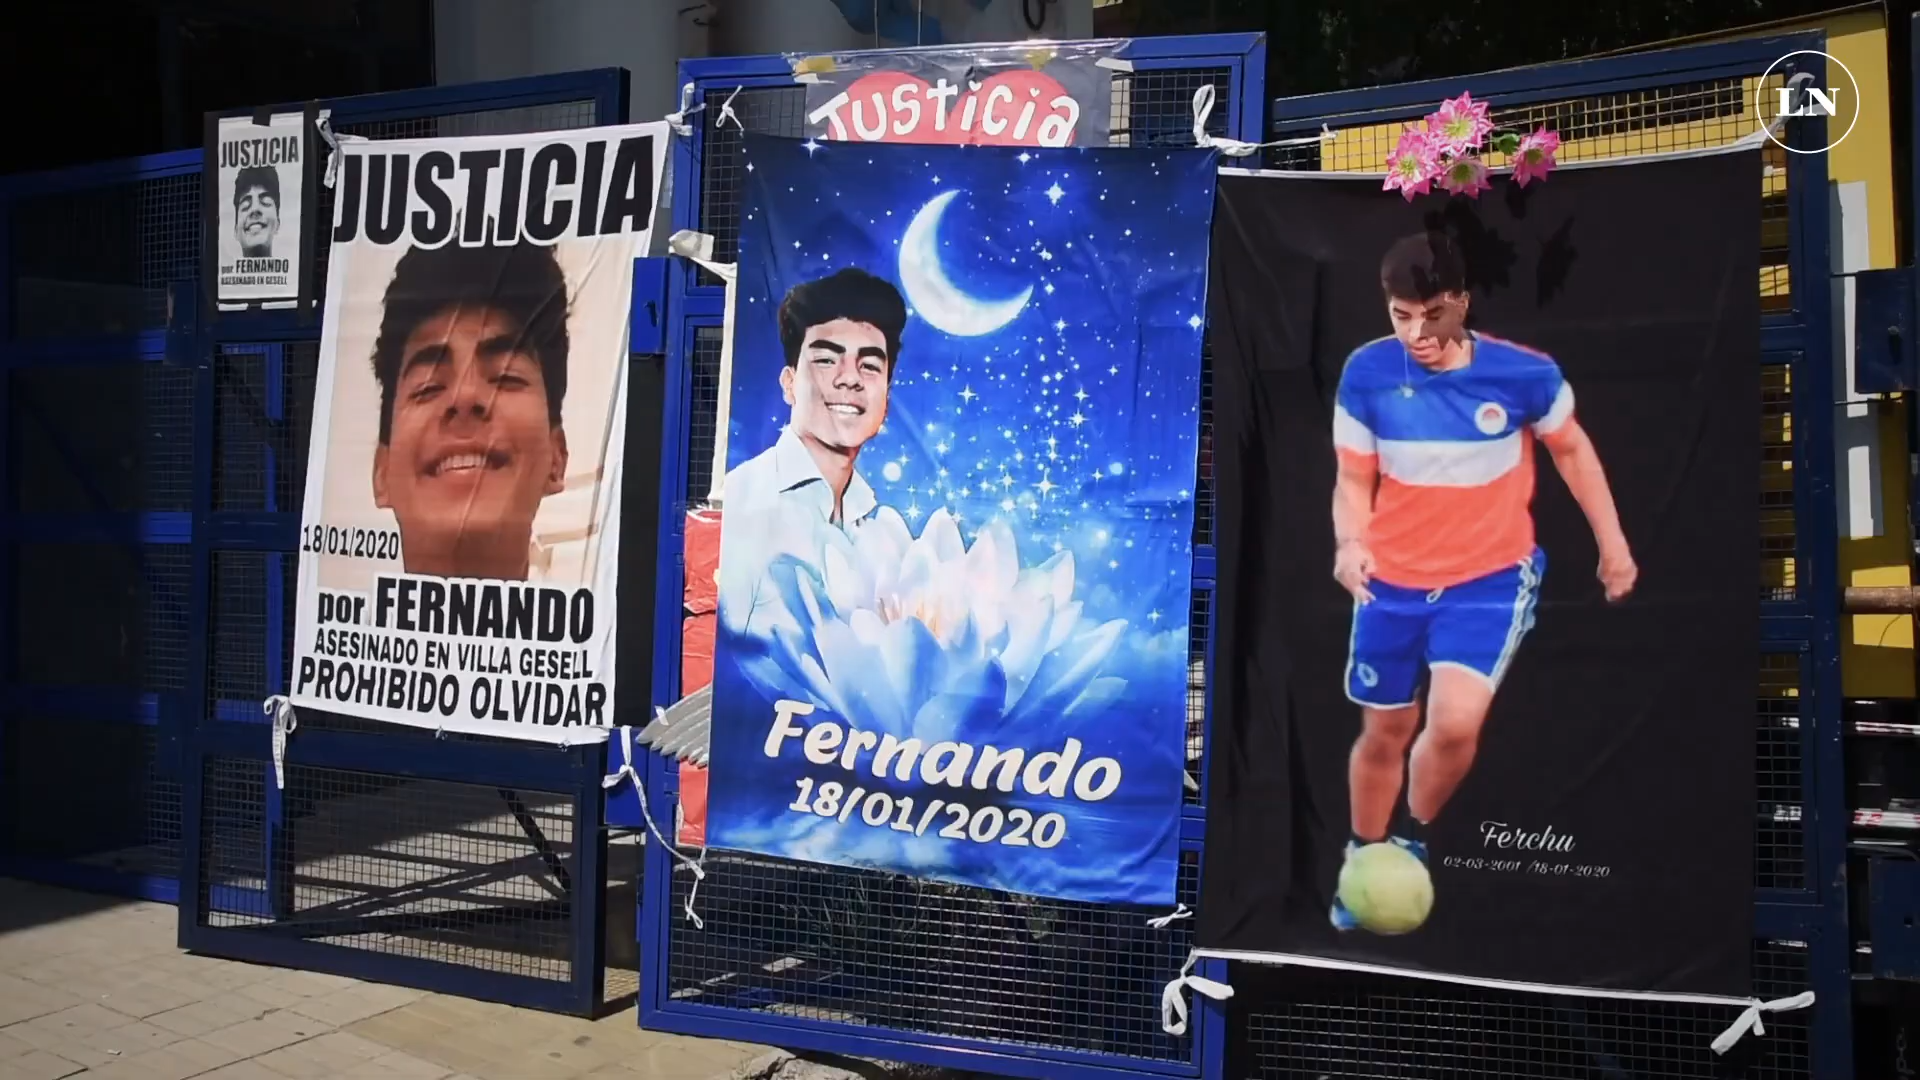 JUSTICIA
por FERNANDO
ASESINADO EN GESELL
JUSTICIA
18/01/2020
por FERNANDO
ASESINADO EN VILLA GESELL
PROHIBIDO OLVIDAR
JUSTICIA
Fernando
18/01/2020
Ferchu
02-03-2001 /18-01-2020
LN